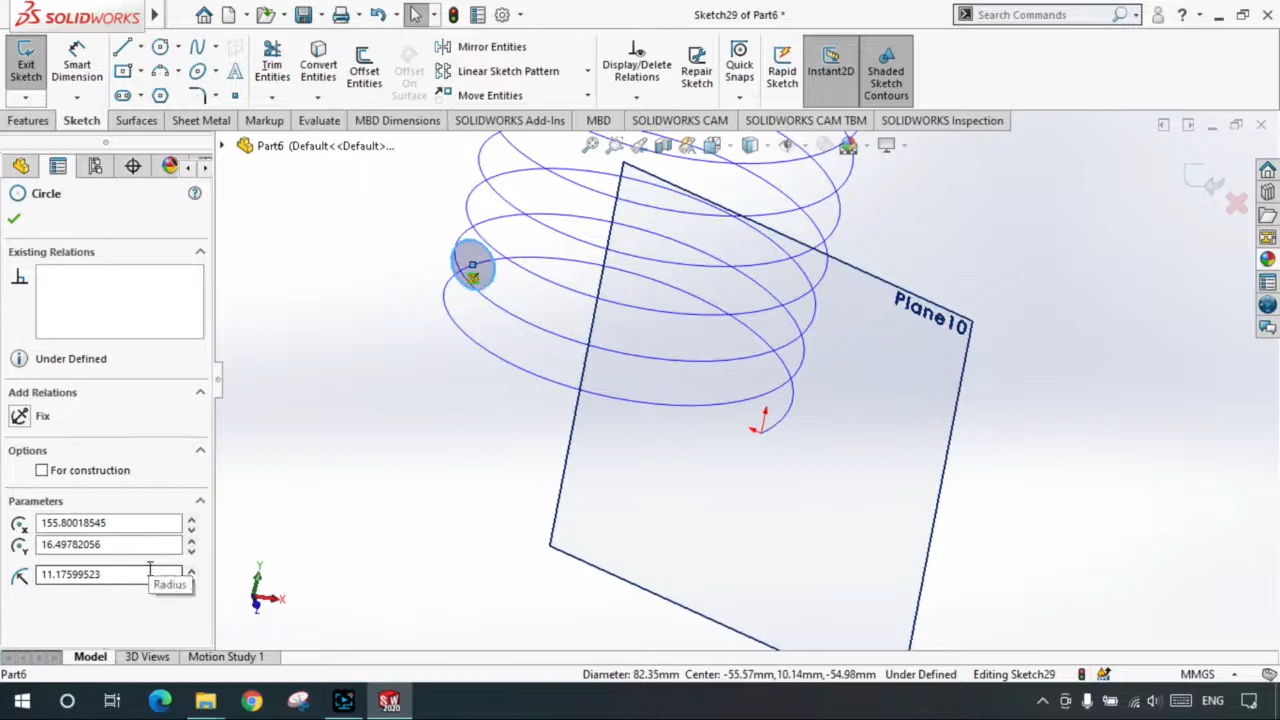 SOLIDWORKS
Sketch29 of Part6 *
Search Commands
Exit Sketch
Smart Dimension
Trim Entities
Convert Entities
Offset Entities
Offset On Surface
Mirror Entities
Linear Sketch Pattern
Move Entities
Display/Delete Relations
Repair Sketch
Quick Snaps
Rapid Sketch
Instant2D
Shaded Sketch Contours
Features
Sketch
Surfaces
Sheet Metal
Markup
Evaluate
MBD Dimensions
SOLIDWORKS Add-Ins
MBD
SOLIDWORKS CAM
SOLIDWORKS CAM TBM
SOLIDWORKS Inspection
Part6 (Default<<Default>...
Circle
Existing Relations
Under Defined
Add Relations
Fix
Options
For construction
Parameters
155.80018545
16.49782056
11.17599523
Radius
Plane10
Y
X
Z
Model
3D Views
Motion Study 1
Part6
Diameter: 82.35mm Center: -55.57mm,10.14mm,-54.98mm
Under Defined
Editing Sketch29
MMGS
SW
2020
ENG